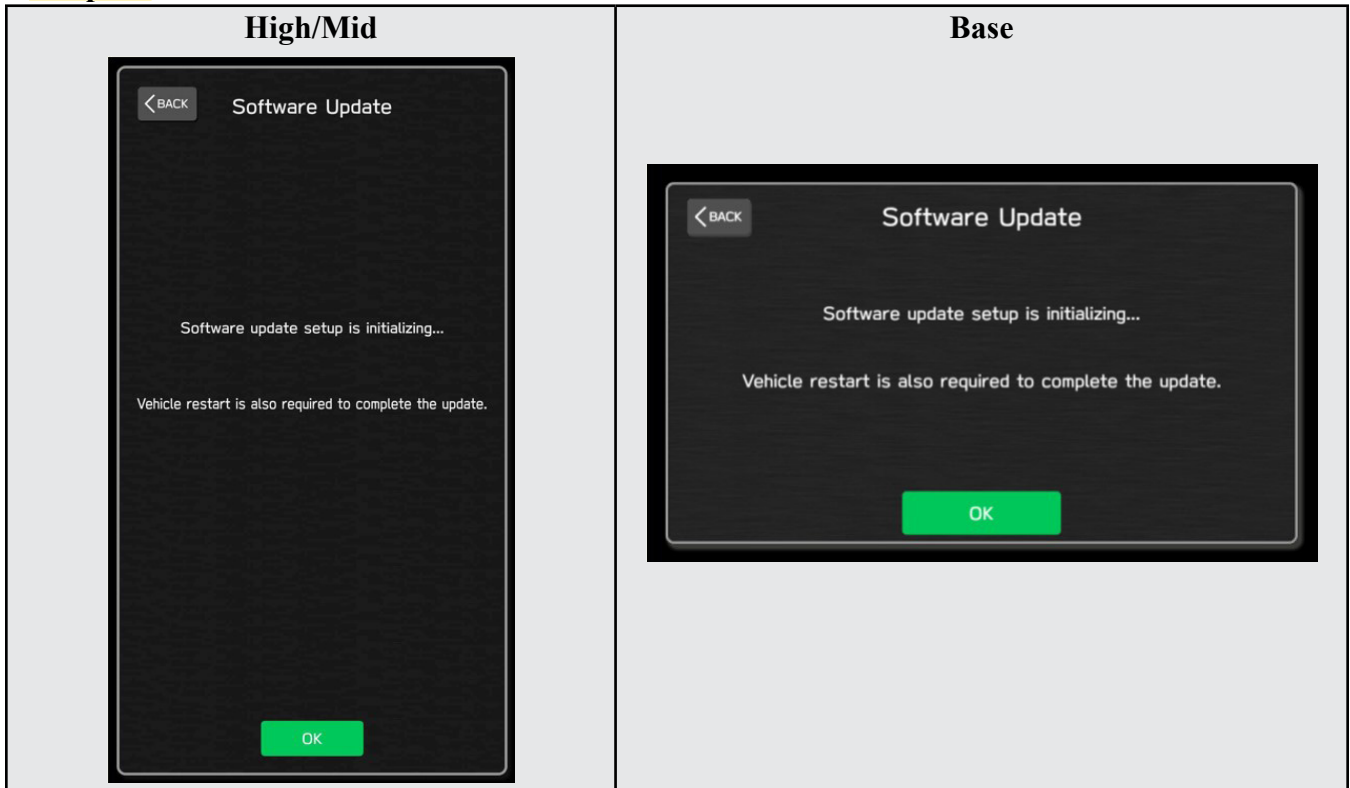 High/Mid
Base
BACK
Software Update
Software update setup is initializing...
Vehicle restart is also required to complete the update.
OK
BACK
Software Update
Software update setup is initializing...
Vehicle restart is also required to complete the update.
OK